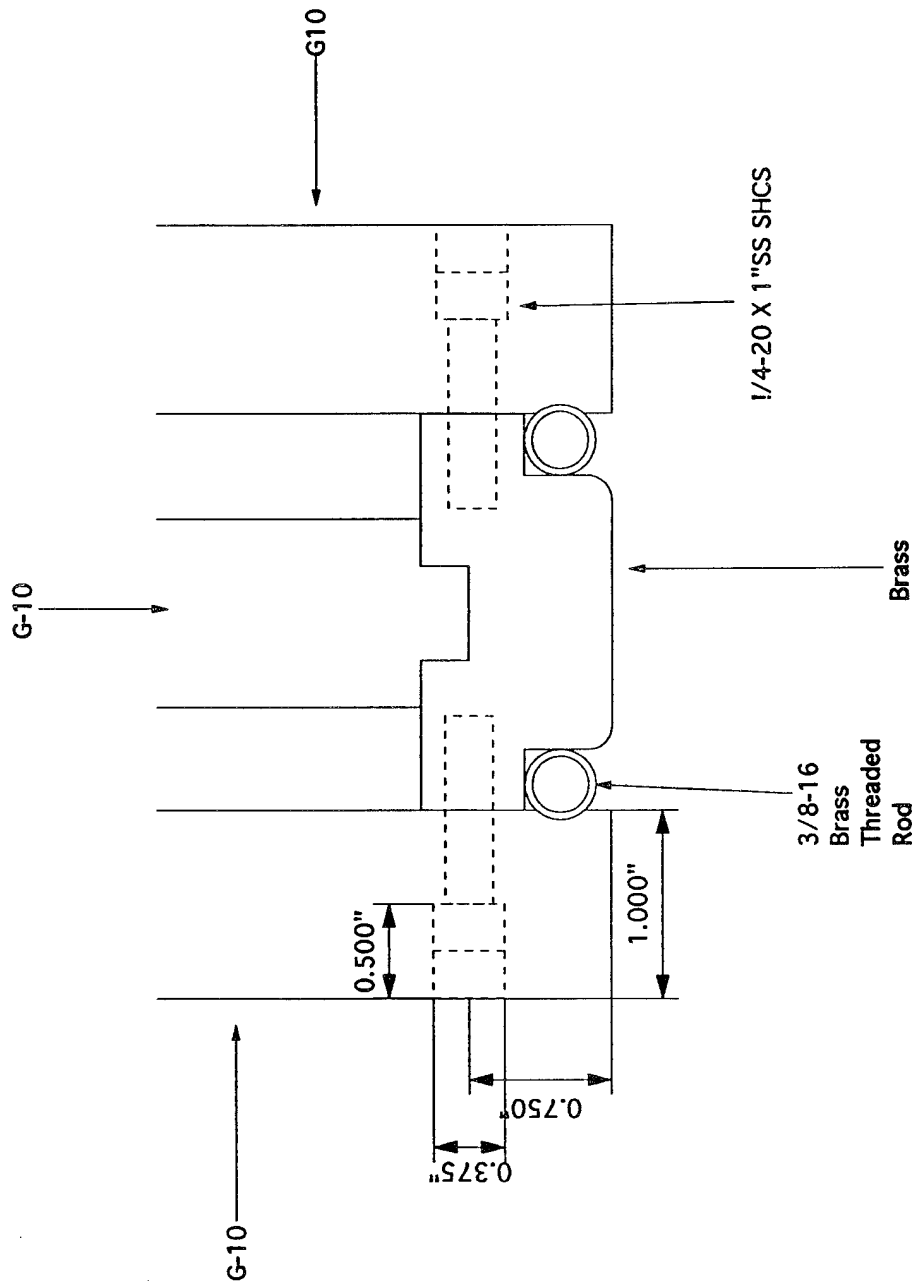 G10
G-10
G-10
!/4-20 X 1"SS SHCS
Brass
3/8-16
Brass
Threaded
Rod
0.500"
1.000"
0.750"
0.375"